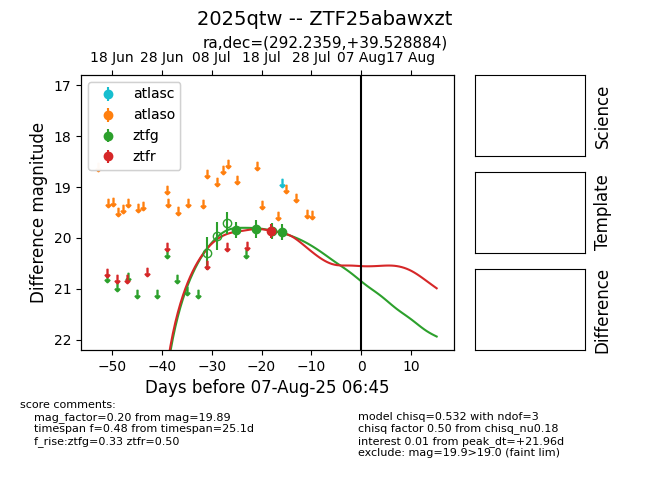 2025qtw -- ZTF25abawxzt
ra,dec=(292.2359,+39.528884)
18 Jun 28 Jun 08 Jul 18 Jul 28 Jul 07 Aug 17 Aug
atlasc
atlaso
ztfg
ztfr
17
18
19
20
21
22
Difference magnitude
−50 −40 −30 −20 −10 0 10
Days before 07-Aug-25 06:45
Science
Template
Difference
score comments:
mag_factor=0.20 from mag=19.89
timespan f=0.48 from timespan=25.1d
f_rise:ztfg=0.33 ztfr=0.50
model chisq=0.532 with ndof=3
chisq factor 0.50 from chisq_nu0.18
interest 0.01 from peak_dt=+21.96d
exclude: mag=19.9>19.0 (faint lim)